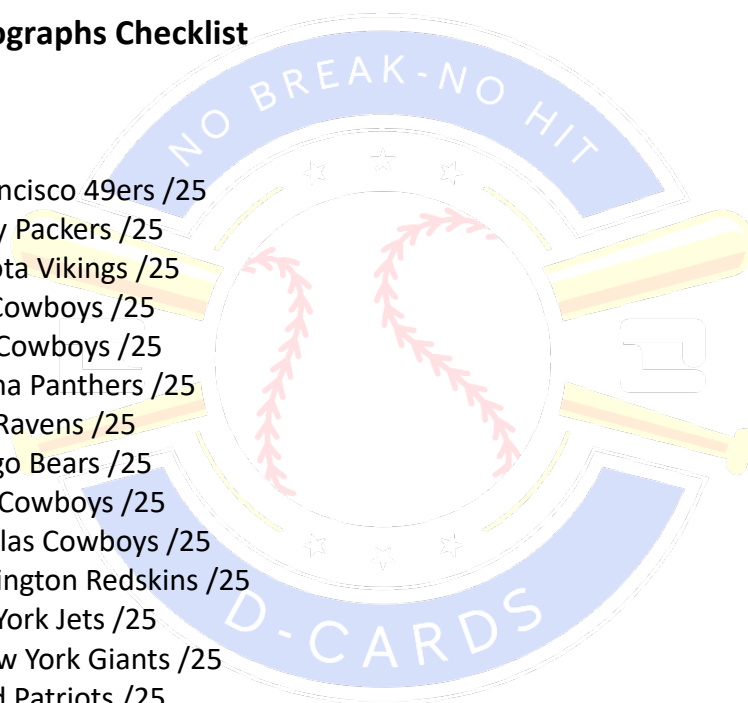 ographs Checklist
NO BREAK-NO HIT
ncisco 49ers /25
y Packers /25
ota Vikings /25
Cowboys /25
Cowboys /25
na Panthers /25
Ravens /25
go Bears /25
Cowboys /25
las Cowboys /25
ington Redskins /25
York Jets /25
w York Giants /25
d Patriots /25
D-CARDS